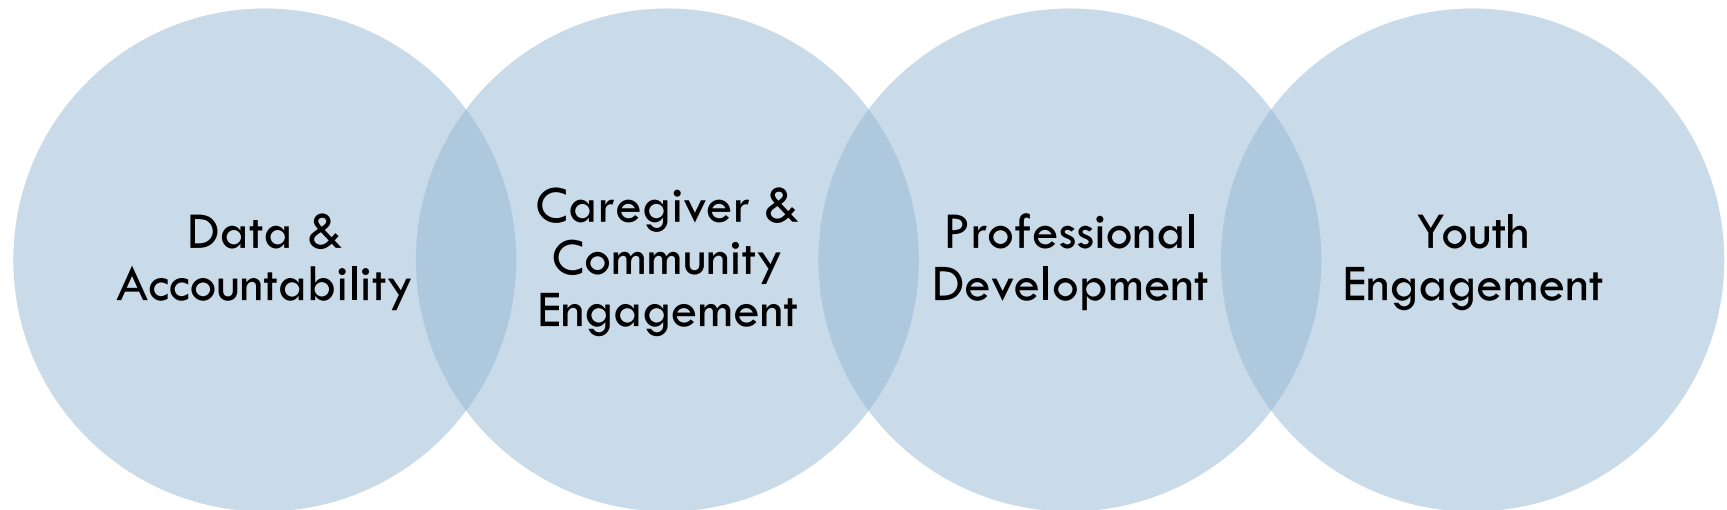 Data &
Accountability
Caregiver &
Community
Engagement
Professional
Development
Youth
Engagement